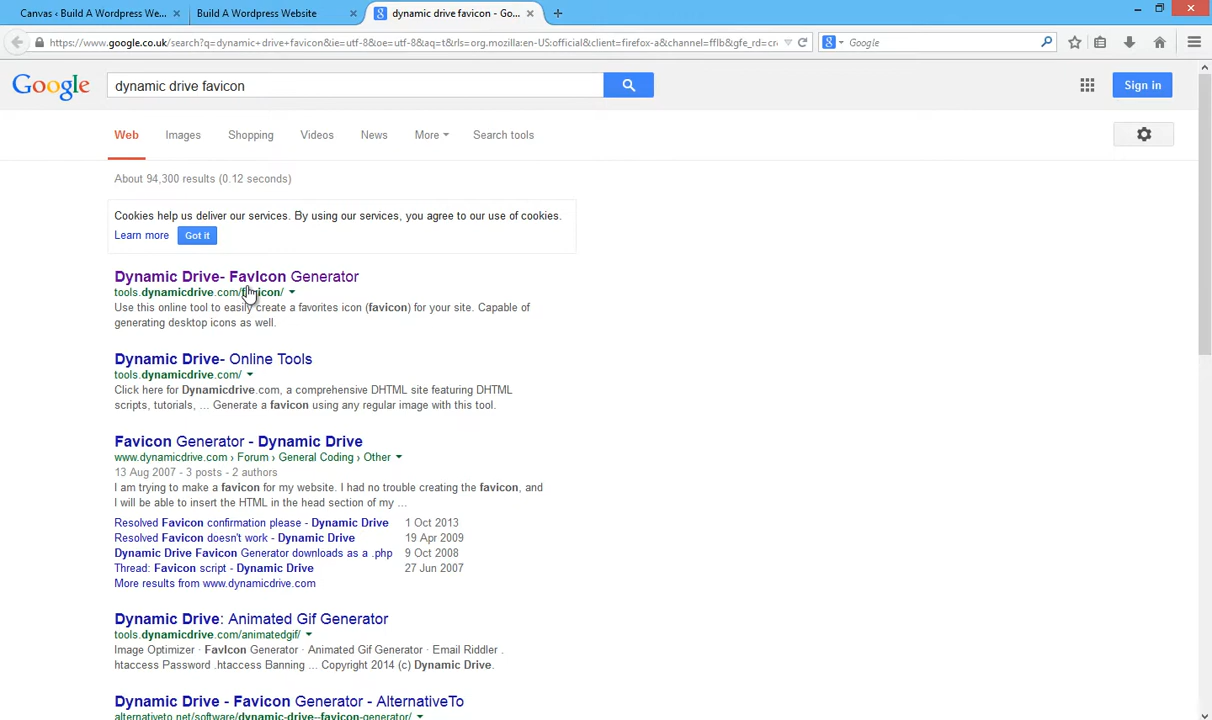 Canvas ‹ Build A Wordpress We...
Build A Wordpress Website
dynamic drive favicon - Go...
https://www.google.co.uk/search?q=dynamic+drive+favicon&ie=utf-8&oe=utf-8&aq=t&rls=org.mozilla:en-US:official&client=firefox-a&channel=fflb&gfe_rd=cr
Google
Google
dynamic drive favicon
Sign in
Web
Images
Shopping
Videos
News
More
Search tools
About 94,300 results (0.12 seconds)
Cookies help us deliver our services. By using our services, you agree to our use of cookies.
Learn more
Got it
Dynamic Drive- FavIcon Generator
tools.dynamicdrive.com/favicon/
Use this online tool to easily create a favorites icon (favicon) for your site. Capable of
generating desktop icons as well.
Dynamic Drive- Online Tools
tools.dynamicdrive.com/
Click here for Dynamicdrive.com, a comprehensive DHTML site featuring DHTML
scripts, tutorials, ... Generate a favicon using any regular image with this tool.
Favicon Generator - Dynamic Drive
www.dynamicdrive.com › Forum › General Coding › Other
13 Aug 2007 - 3 posts - 2 authors
I am trying to make a favicon for my website. I had no trouble creating the favicon, and
I will be able to insert the HTML in the head section of my ...
Resolved Favicon confirmation please - Dynamic Drive 1 Oct 2013
Resolved Favicon doesn't work - Dynamic Drive 19 Apr 2009
Dynamic Drive Favicon Generator downloads as a .php 9 Oct 2008
Thread: Favicon script - Dynamic Drive 27 Jun 2007
More results from www.dynamicdrive.com
Dynamic Drive: Animated Gif Generator
tools.dynamicdrive.com/animatedgif/
Image Optimizer · FavIcon Generator · Animated Gif Generator · Email Riddler .
htaccess Password .htaccess Banning ... Copyright 2014 (c) Dynamic Drive.
Dynamic Drive - Favicon Generator - AlternativeTo
alternativeto.net/software/dynamic-drive--favicon-generator/